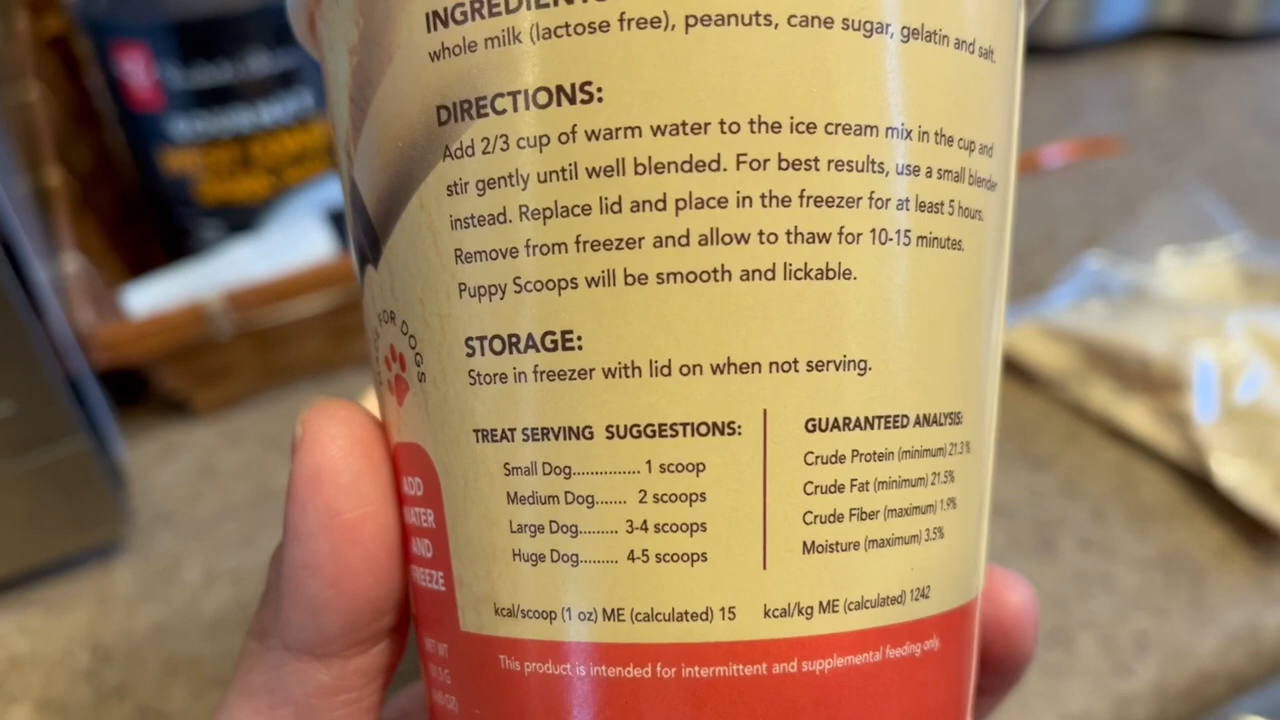 INGREDIENTS
whole milk (lactose free), peanuts, cane sugar, gelatin and salt.
DIRECTIONS:
Add 2/3 cup of warm water to the ice cream mix in the cup and
stir gently until well blended. For best results, use a small blender
instead. Replace lid and place in the freezer for at least 5 hours.
Remove from freezer and allow to thaw for 10-15 minutes.
Puppy Scoops will be smooth and lickable.
FOR DOGS
STORAGE:
Store in freezer with lid on when not serving.
TREAT SERVING SUGGESTIONS:
Small Dog............... 1 scoop
Medium Dog....... 2 scoops
Large Dog......... 3-4 scoops
Huge Dog......... 4-5 scoops
GUARANTEED ANALYSIS:
Crude Protein (minimum) 21.3%
Crude Fat (minimum) 21.5%
Crude Fiber (maximum) 1.9%
Moisture (maximum) 3.5%
ADD
WATER
AND
FREEZE
kcal/scoop (1 oz) ME (calculated) 15 kcal/kg ME (calculated) 1242
This product is intended for intermittent and supplemental feeding only.
NET WT